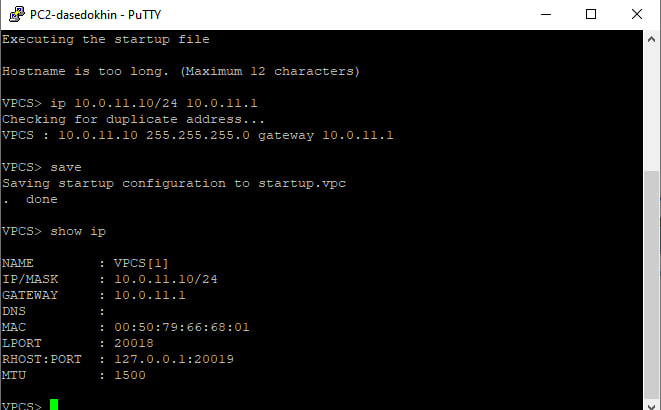 PC2-dasedokhin - PuTTY
Executing the startup file
Hostname is too long. (Maximum 12 characters)
VPCS> ip 10.0.11.10/24 10.0.11.1
Checking for duplicate address...
VPCS : 10.0.11.10 255.255.255.0 gateway 10.0.11.1
VPCS> save
Saving startup configuration to startup.vpc
.  done
VPCS> show ip
NAME        : VPCS[1]
IP/MASK     : 10.0.11.10/24
GATEWAY     : 10.0.11.1
DNS         :
MAC         : 00:50:79:66:68:01
LPORT       : 20018
RHOST:PORT  : 127.0.0.1:20019
MTU         : 1500
VPCS>